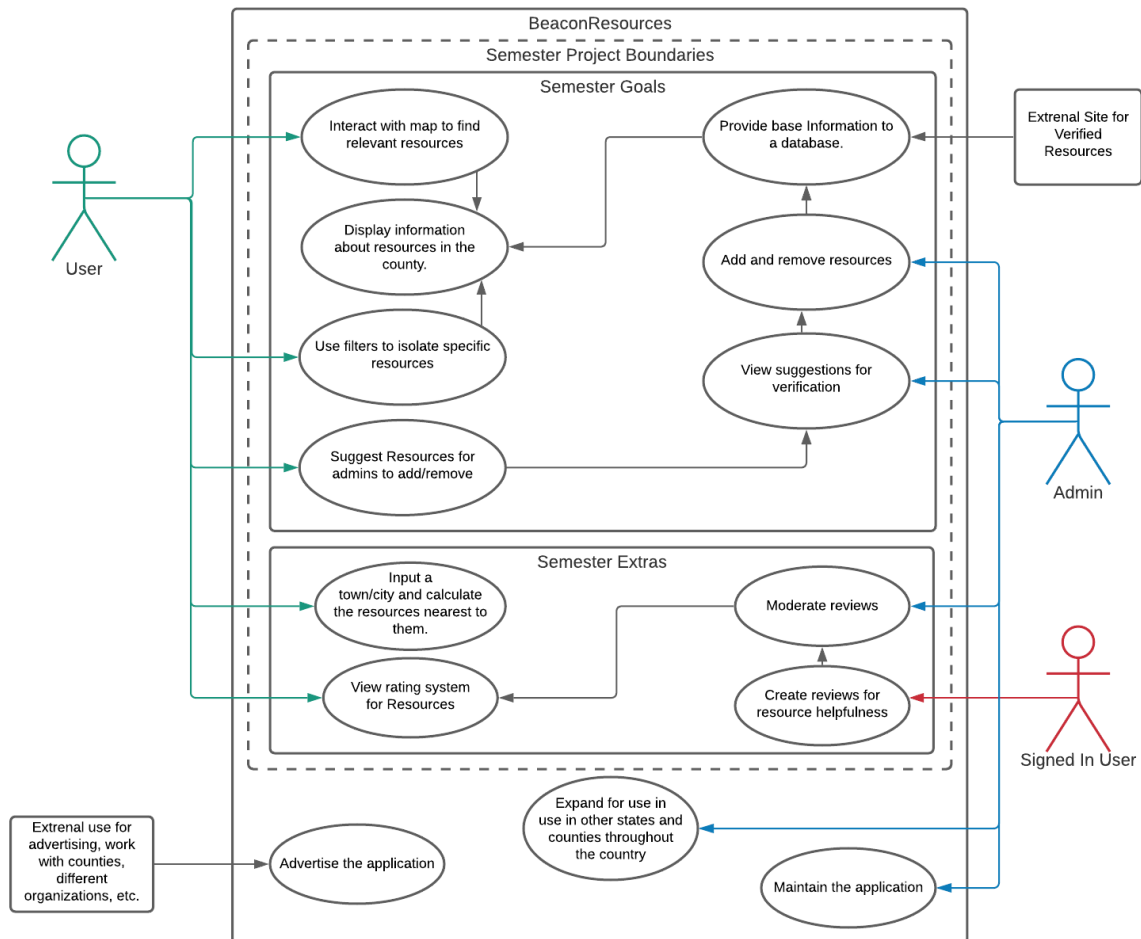 BeaconResources
Semester Project Boundaries
Semester Goals
Interact with map to find
relevant resources
Provide base Information to
a database.
Extrenal Site for
Verified
Resources
User
Display information
about resources in the
county.
Add and remove resources
Use filters to isolate specific
resources
View suggestions for
verification
Suggest Resources for
admins to add/remove
Admin
Semester Extras
Input a
town/city and calculate
the resources nearest to
them.
Moderate reviews
View rating system
for Resources
Create reviews for
resource helpfulness
Signed In User
Expand for use in
use in other states and
counties throughout
the country
Extrenal use for
advertising, work
with counties,
different
organizations, etc.
Advertise the application
Maintain the application